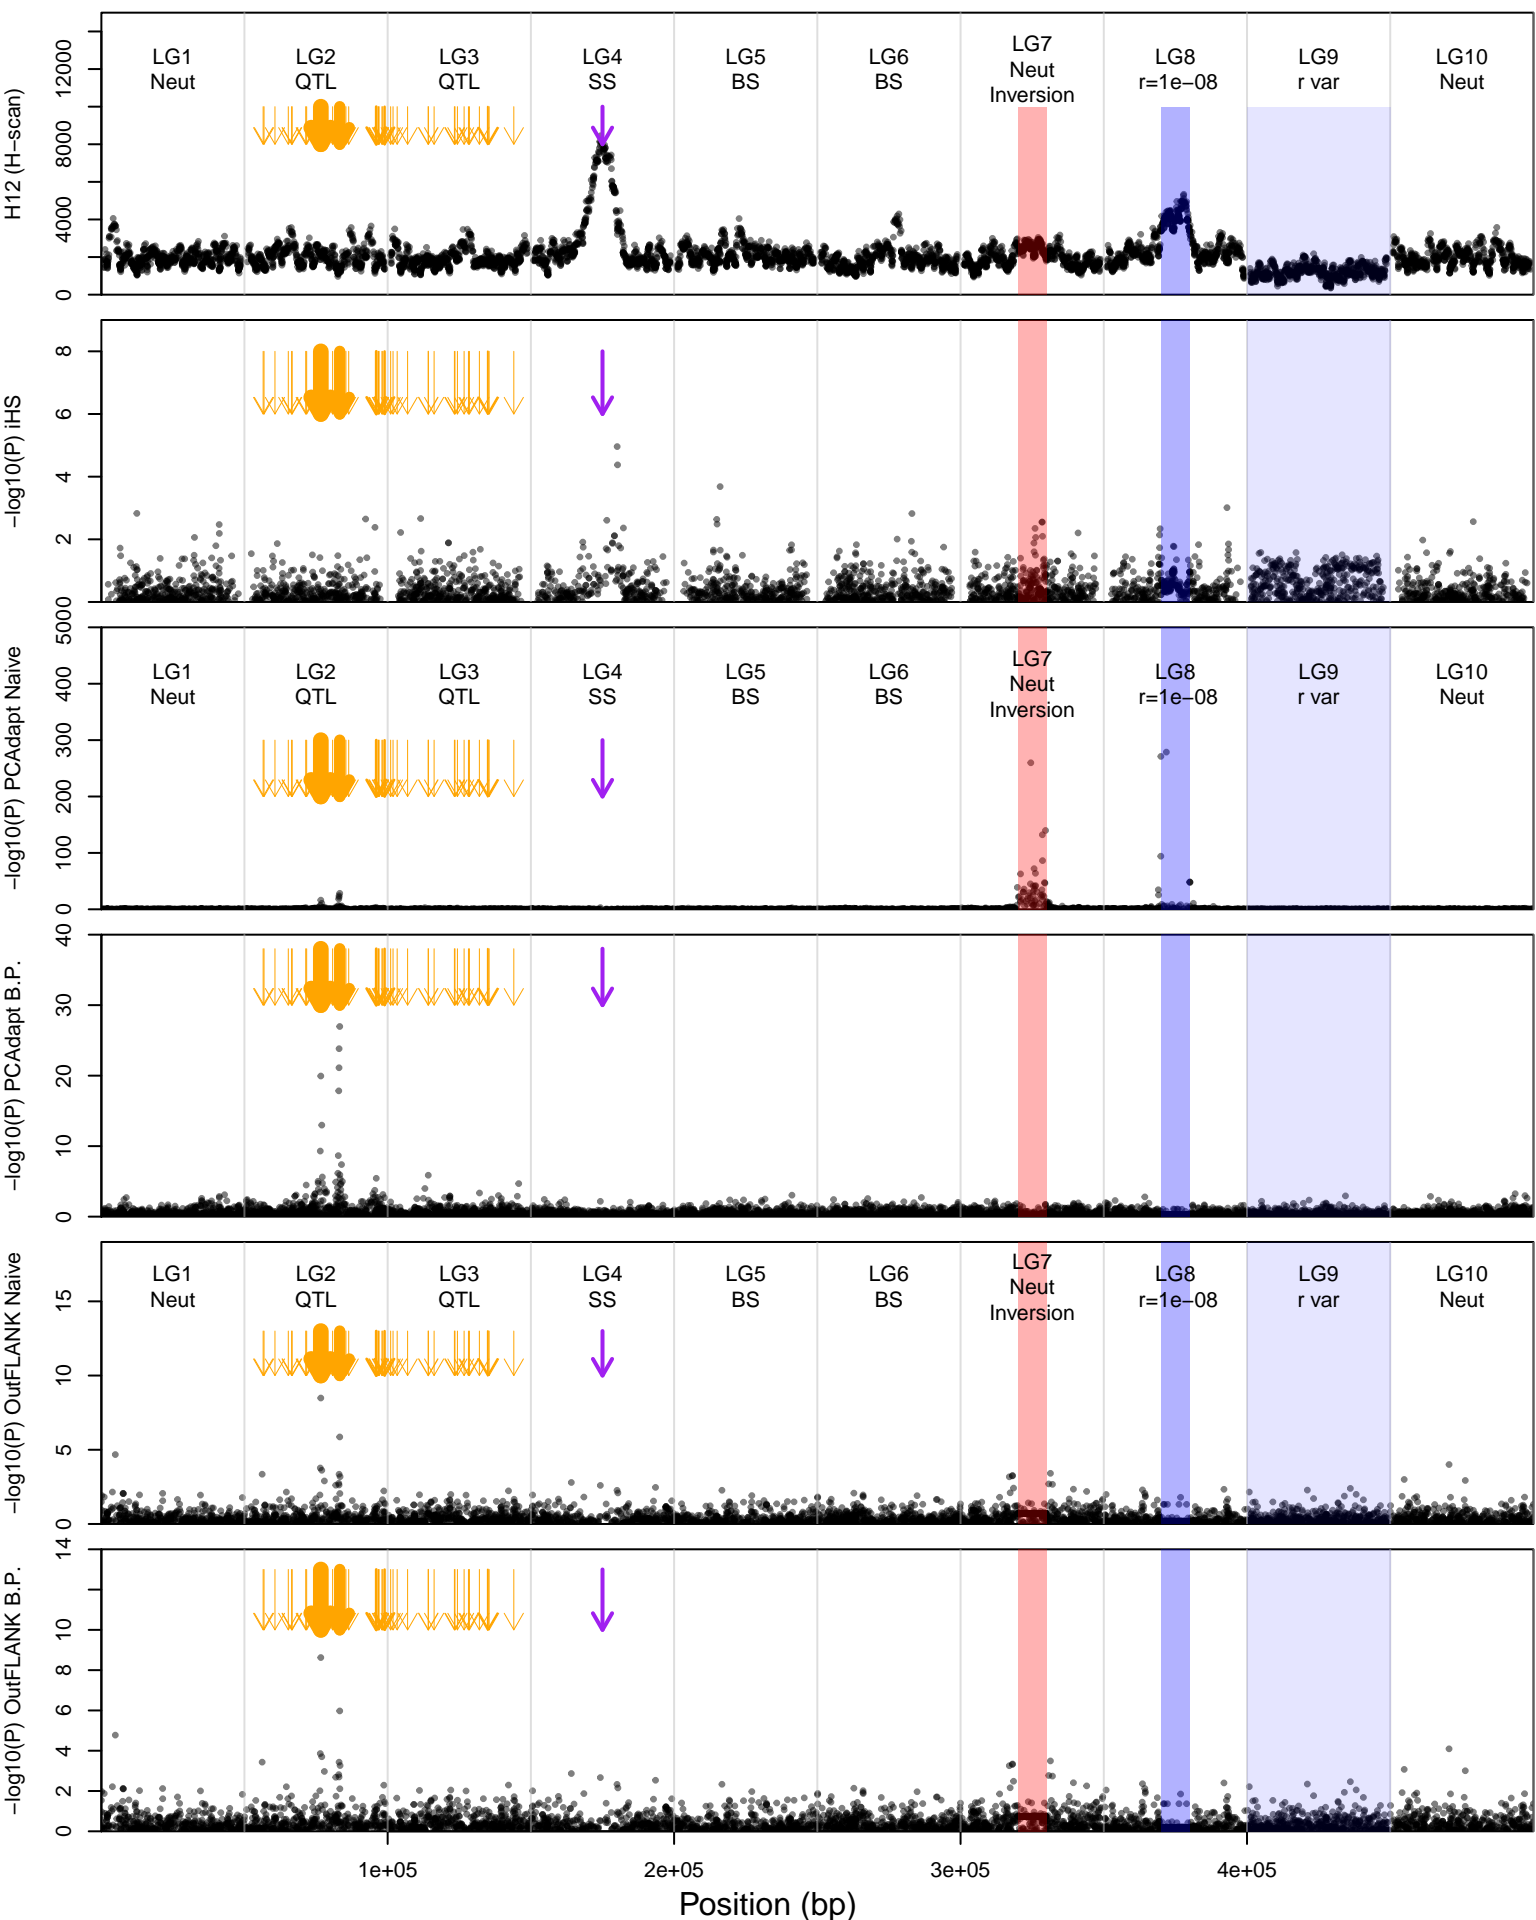 H12 (H−scan)
0 4000 8000 12000
LG1 LG2 LG3 LG4 LG5 LG6 LG7 LG8 LG9 LG10
Neut QTL QTL SS BS BS Neut r=1e−08 r var Neut
Inversion
−log10(P) iHS
0 2 4 6 8
−log10(P) PCAdapt Naive
0 100 200 300 400 500
LG1 LG2 LG3 LG4 LG5 LG6 LG7 LG8 LG9 LG10
Neut QTL QTL SS BS BS Neut r=1e−08 r var Neut
Inversion
−log10(P) PCAdapt B.P.
0 10 20 30 40
−log10(P) OutFLANK Naive
0 5 10 15
LG1 LG2 LG3 LG4 LG5 LG6 LG7 LG8 LG9 LG10
Neut QTL QTL SS BS BS Neut r=1e−08 r var Neut
Inversion
−log10(P) OutFLANK B.P.
0 2 4 6 8 10 14
1e+05 2e+05 3e+05 4e+05
Position (bp)